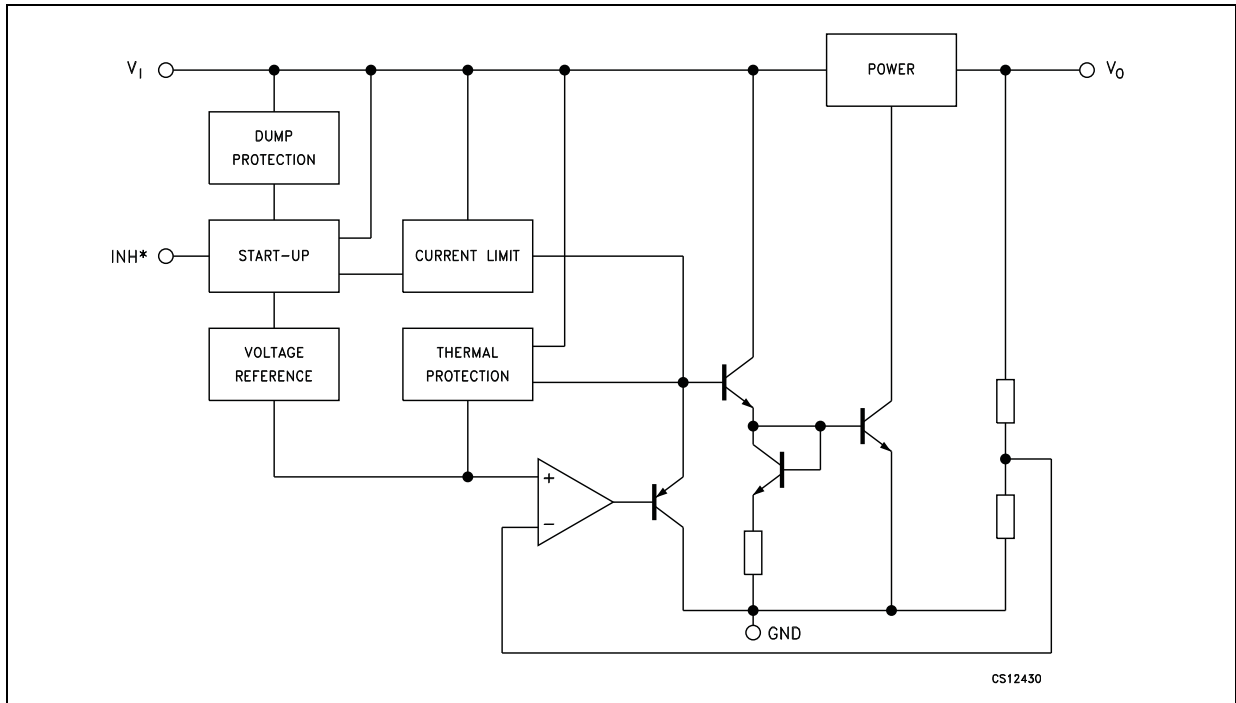 V_I
POWER
V_O
DUMP
PROTECTION
INH*
START-UP
CURRENT LIMIT
VOLTAGE
REFERENCE
THERMAL
PROTECTION
+
−
GND
CS12430